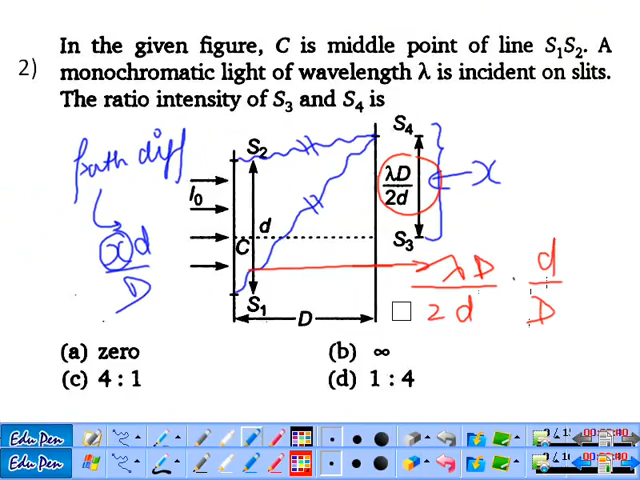 2) In the given figure, C is middle point of line S₁S₂. A
monochromatic light of wavelength λ is incident on slits.
The ratio intensity of S₃ and S₄ is
path diff
xd
D
S₂
I₀
d
C
S₁
D
S₄
λD
2d
S₃
x
λD · d
2d D
(a) zero (b) ∞
(c) 4 : 1 (d) 1 : 4
Edu Pen
Edu Pen